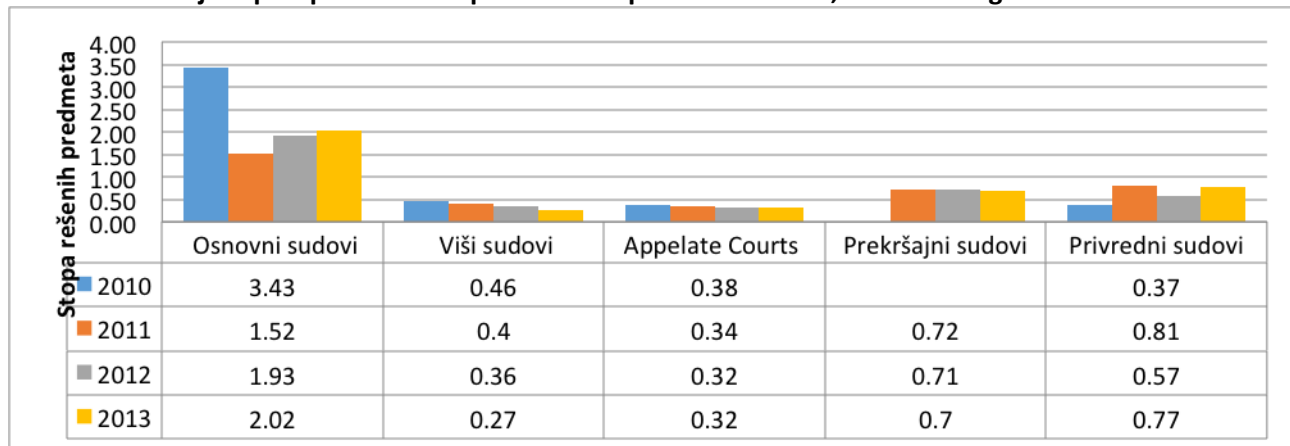 Stopa rešenih predmeta
4.00
3.50
3.00
2.50
2.00
1.50
1.00
0.50
0.00
Osnovni sudovi Viši sudovi Appelate Courts Prekršajni sudovi Privredni sudovi
2010 3.43 0.46 0.38 0.37
2011 1.52 0.4 0.34 0.72 0.81
2012 1.93 0.36 0.32 0.71 0.57
2013 2.02 0.27 0.32 0.7 0.77